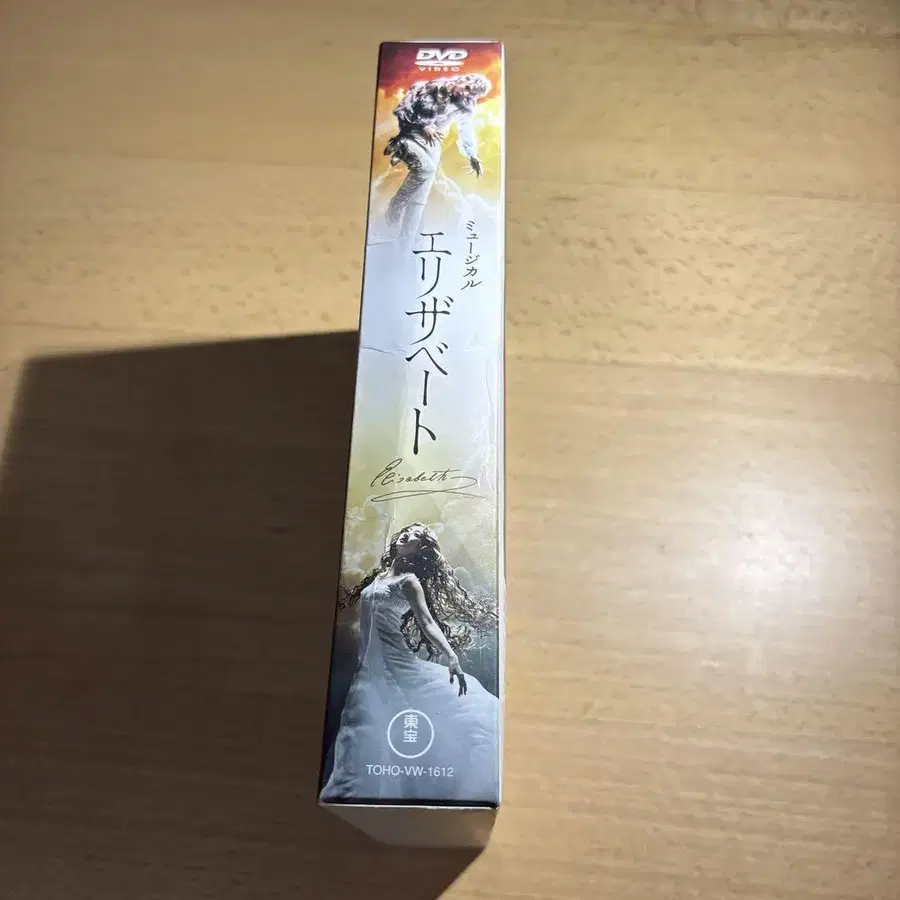 DVD
VIDEO
ミュージカル
エリザベート
Elisabeth
東宝
TOHO-VW-1612